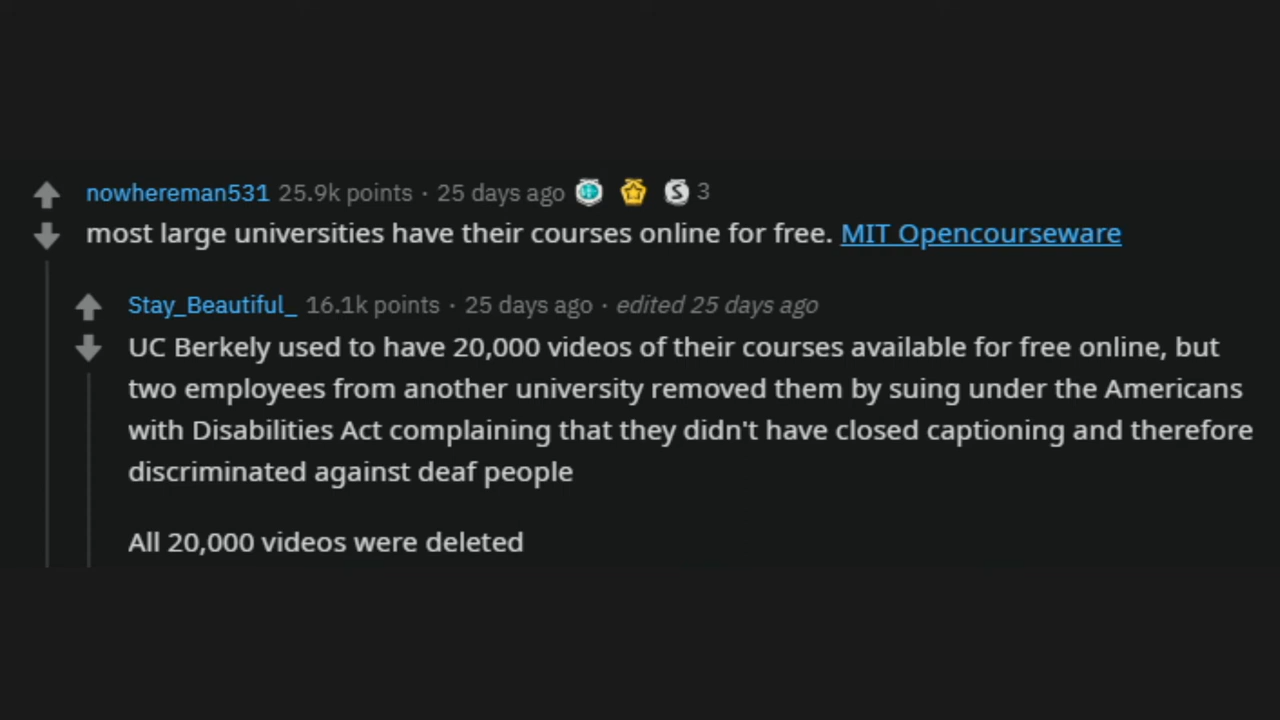 nowhereman531 25.9k points · 25 days ago 3
most large universities have their courses online for free. MIT Opencourseware
Stay_Beautiful_ 16.1k points · 25 days ago · edited 25 days ago
UC Berkely used to have 20,000 videos of their courses available for free online, but
two employees from another university removed them by suing under the Americans
with Disabilities Act complaining that they didn't have closed captioning and therefore
discriminated against deaf people
All 20,000 videos were deleted